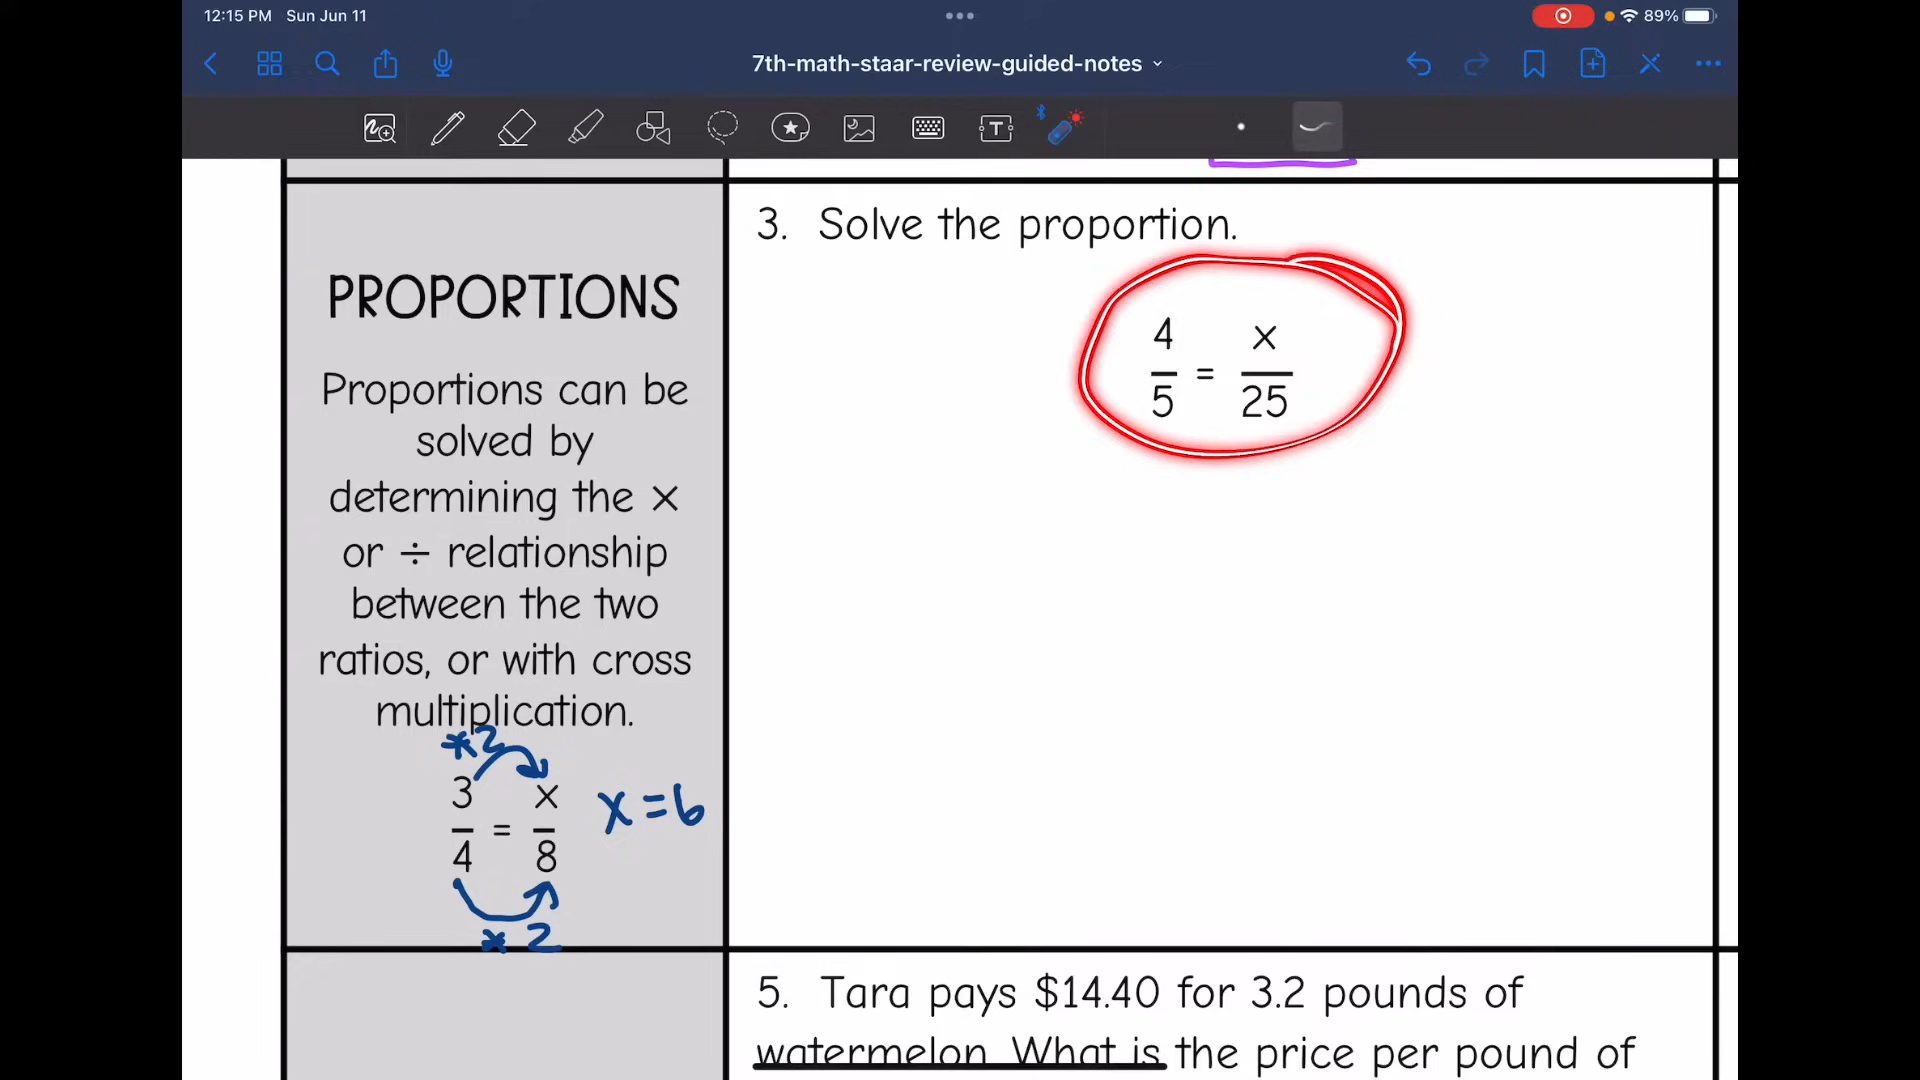 12:15 PM Sun Jun 11
89%
7th-math-staar-review-guided-notes
T
PROPORTIONS
Proportions can be
solved by
determining the ×
or ÷ relationship
between the two
ratios, or with cross
multiplication.
*2
3/4 = x/8
x = 6
* 2
3. Solve the proportion.
4/5 = x/25
5. Tara pays $14.40 for 3.2 pounds of
watermelon. What is the price per pound of